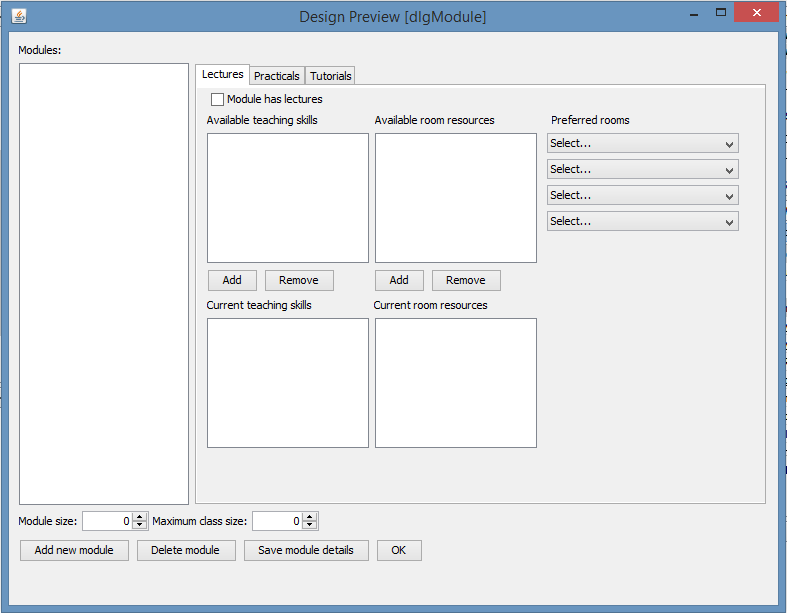 Design Preview [dlgModule]
Modules:
Lectures Practicals Tutorials
Module has lectures
Available teaching skills Available room resources Preferred rooms
Select...
Select...
Select...
Select...
Add Remove Add Remove
Current teaching skills Current room resources
Module size: 0 Maximum class size: 0
Add new module Delete module Save module details OK